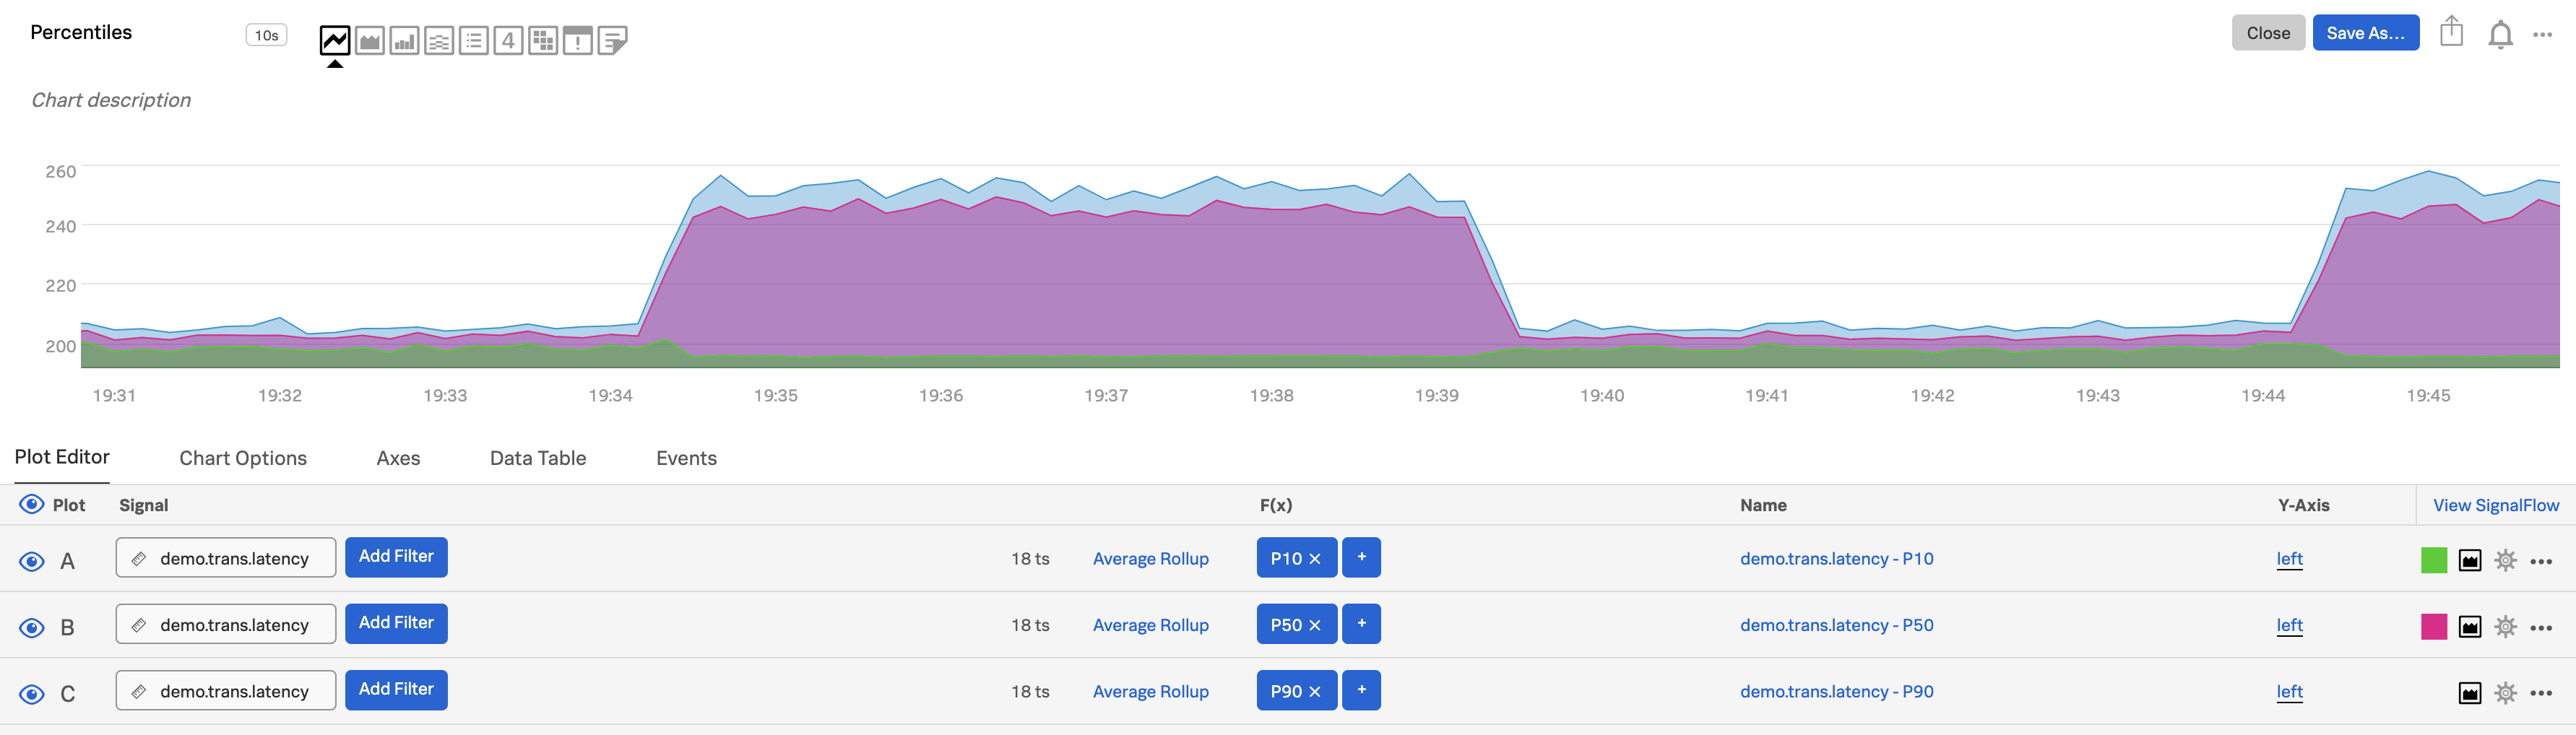 Percentiles 10s 4 Close Save As... ...
Chart description
260
240
220
200
19:31 19:32 19:33 19:34 19:35 19:36 19:37 19:38 19:39 19:40 19:41 19:42 19:43 19:44 19:45
Plot Editor Chart Options Axes Data Table Events
Plot Signal F(x) Name Y-Axis View SignalFlow
A demo.trans.latency Add Filter 18 ts Average Rollup P10 × + demo.trans.latency - P10 left
B demo.trans.latency Add Filter 18 ts Average Rollup P50 × + demo.trans.latency - P50 left
C demo.trans.latency Add Filter 18 ts Average Rollup P90 × + demo.trans.latency - P90 left